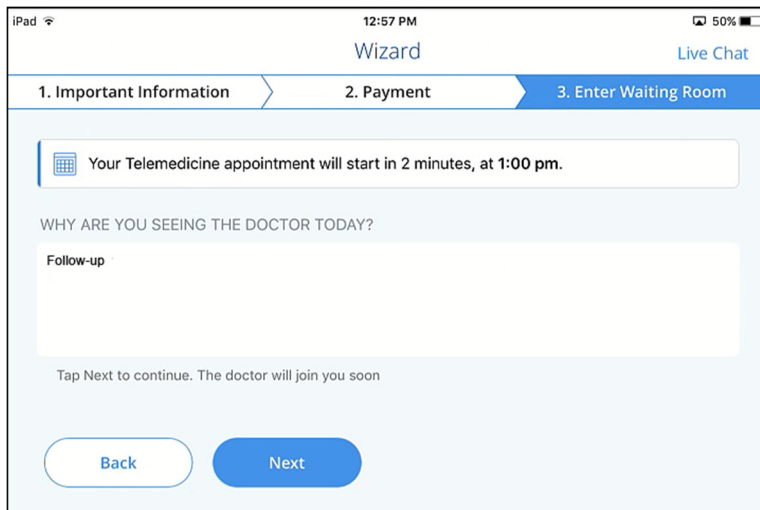 iPad 12:57 PM 50%
Wizard Live Chat
1. Important Information 2. Payment 3. Enter Waiting Room
Your Telemedicine appointment will start in 2 minutes, at 1:00 pm.
WHY ARE YOU SEEING THE DOCTOR TODAY?
Follow-up
Tap Next to continue. The doctor will join you soon
Back Next